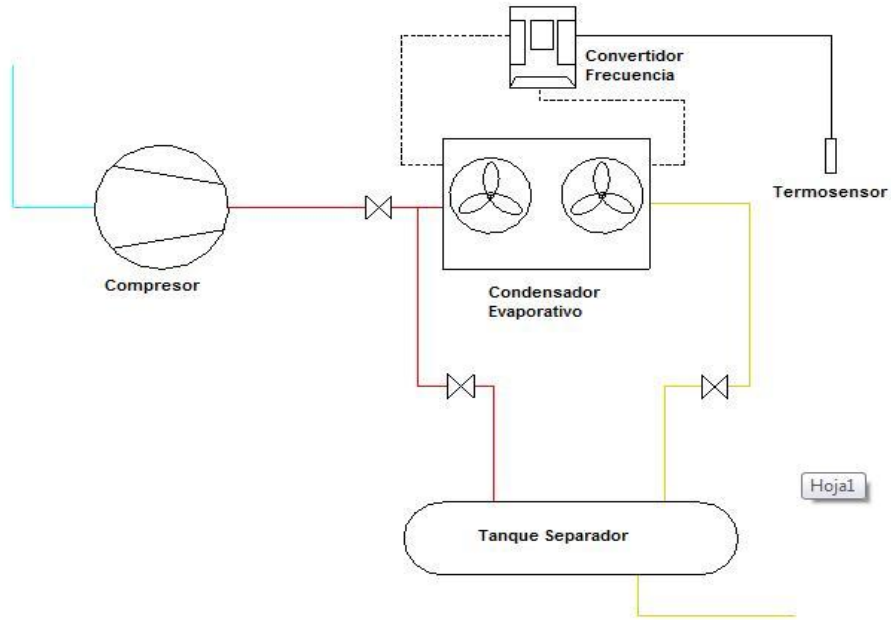 Convertidor
Frecuencia
Termosensor
Compresor
Condensador
Evaporativo
Hoja1
Tanque Separador